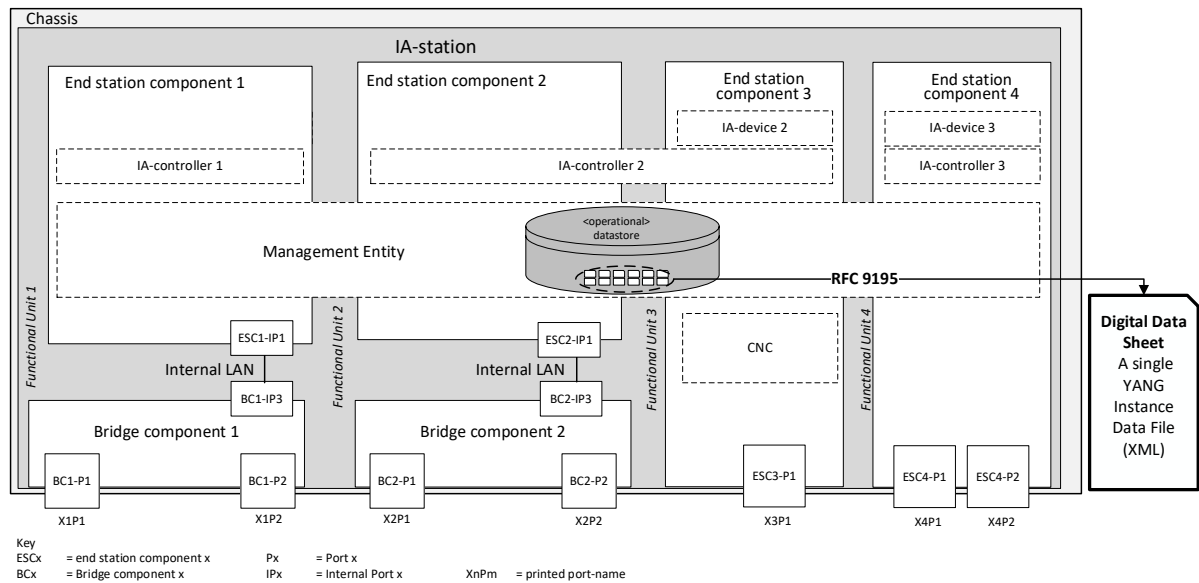 Chassis
IA-station
End station component 1
End station component 2
End station
component 3
End station
component 4
IA-device 2
IA-device 3
IA-controller 1
IA-controller 2
IA-controller 3
<operational>
datastore
Management Entity
RFC 9195
Functional Unit 1
Functional Unit 2
Functional Unit 3
Functional Unit 4
Digital Data
Sheet
A single
YANG
Instance
Data File
(XML)
ESC1-IP1
ESC2-IP1
CNC
Internal LAN
Internal LAN
BC1-IP3
BC2-IP3
Bridge component 1
Bridge component 2
BC1-P1
BC1-P2
BC2-P1
BC2-P2
ESC3-P1
ESC4-P1
ESC4-P2
X1P1
X1P2
X2P1
X2P2
X3P1
X4P1
X4P2
Key
ESCx = end station component x Px = Port x
BCx = Bridge component x IPx = Internal Port x XnPm = printed port-name